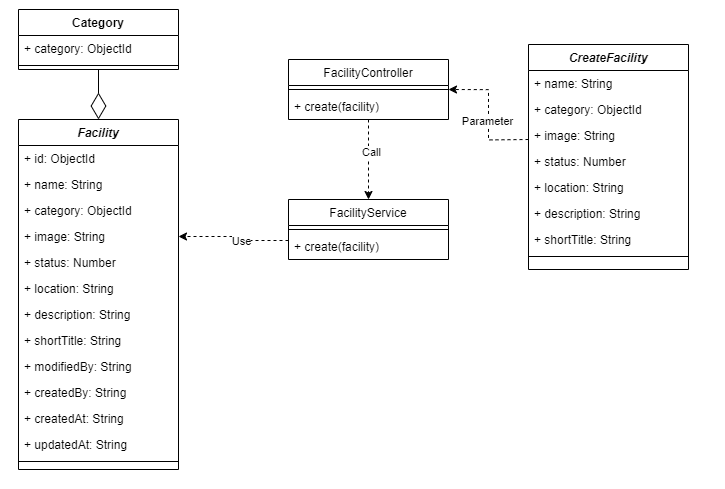 Category
+ category: ObjectId
Facility
+ id: ObjectId
+ name: String
+ category: ObjectId
+ image: String
+ status: Number
+ location: String
+ description: String
+ shortTitle: String
+ modifiedBy: String
+ createdBy: String
+ createdAt: String
+ updatedAt: String
FacilityController
+ create(facility)
Call
FacilityService
+ create(facility)
Use
Parameter
CreateFacility
+ name: String
+ category: ObjectId
+ image: String
+ status: Number
+ location: String
+ description: String
+ shortTitle: String